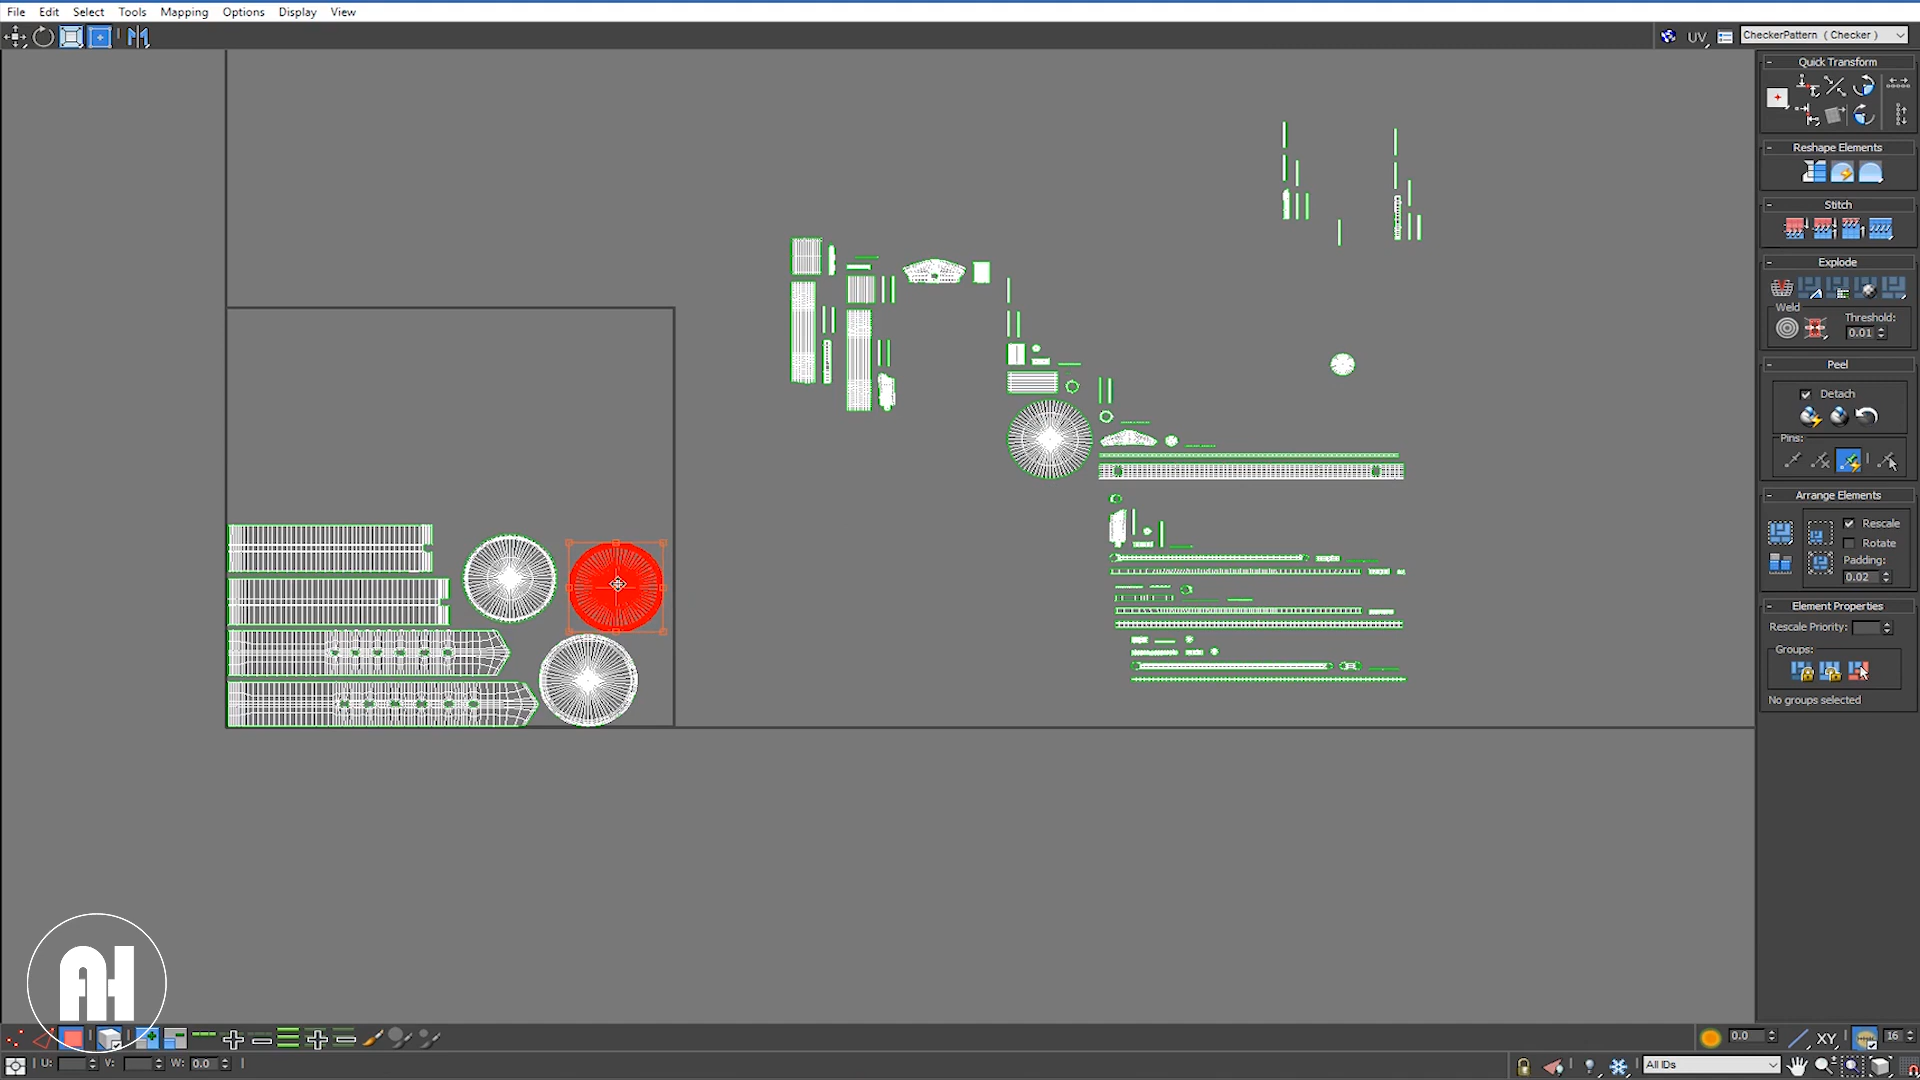 File Edit Select Tools Mapping Options Display View
UV CheckerPattern ( Checker )
Quick Transform
Reshape Elements
Stitch
Explode
Weld
Threshold:
0.01
Peel
Detach
Pins:
Arrange Elements
Rescale
Rotate
Padding:
0.02
Element Properties
Rescale Priority:
Groups:
No groups selected
AH
0.0 XY 16
U: V: W: 0.0 All IDs